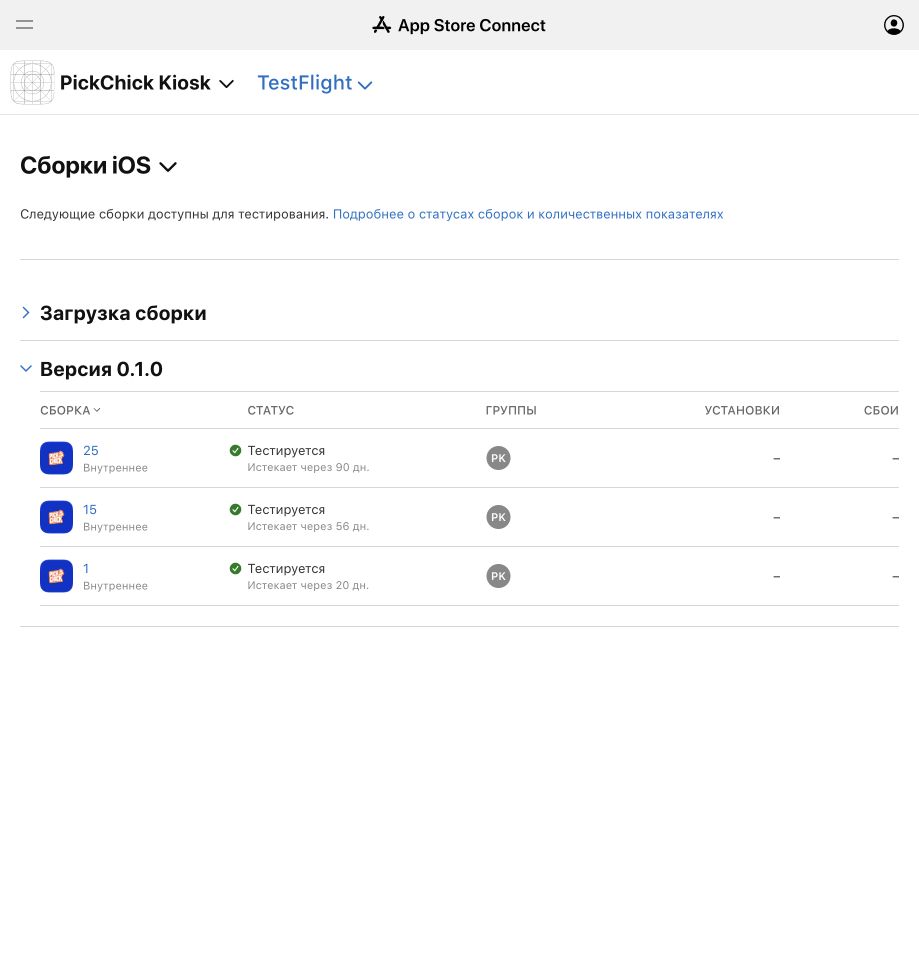 App Store Connect
PickChick Kiosk TestFlight
Сборки iOS
Следующие сборки доступны для тестирования. Подробнее о статусах сборок и количественных показателях
Загрузка сборки
Версия 0.1.0
СБОРКА СТАТУС ГРУППЫ УСТАНОВКИ СБОИ
25 Тестируется PK – –
Внутреннее Истекает через 90 дн.
15 Тестируется PK – –
Внутреннее Истекает через 56 дн.
1 Тестируется PK – –
Внутреннее Истекает через 20 дн.